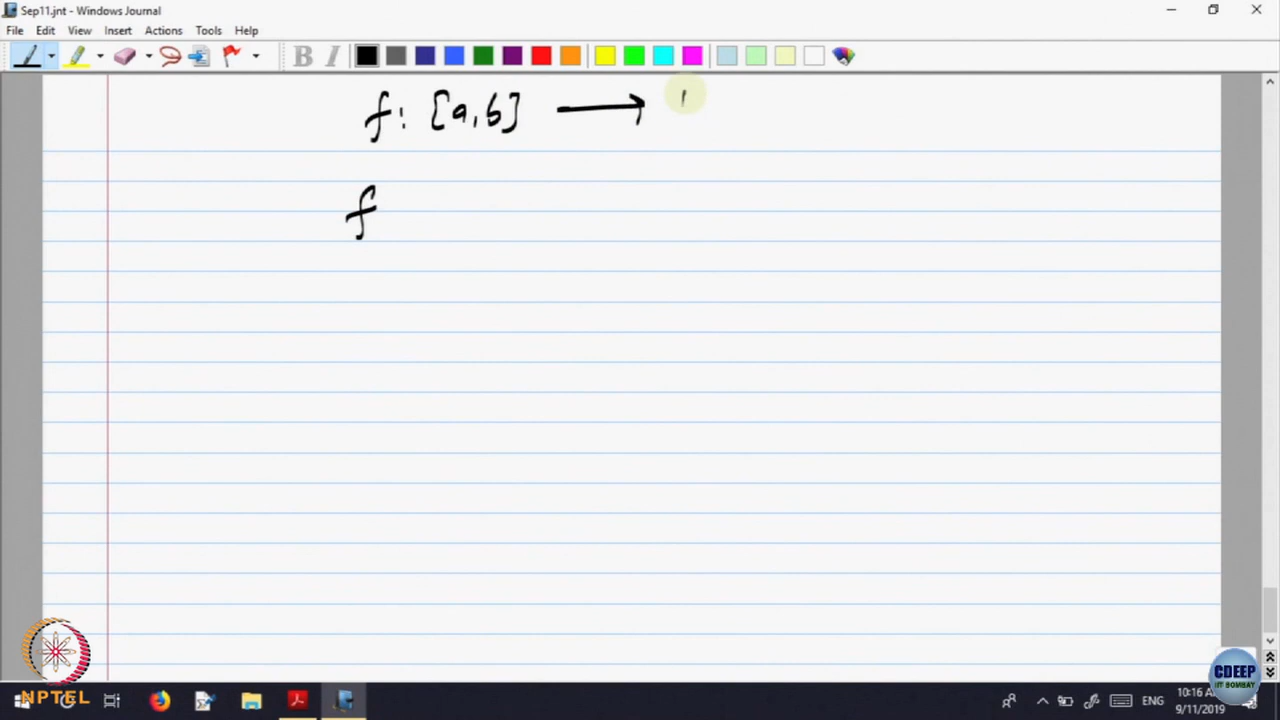 Sep11.jnt - Windows Journal
File Edit View Insert Actions Tools Help
B I
f: [a,b] ⟶
f
NPTEL
CDEEP
IIT BOMBAY
ENG
10:16 A
9/11/2019